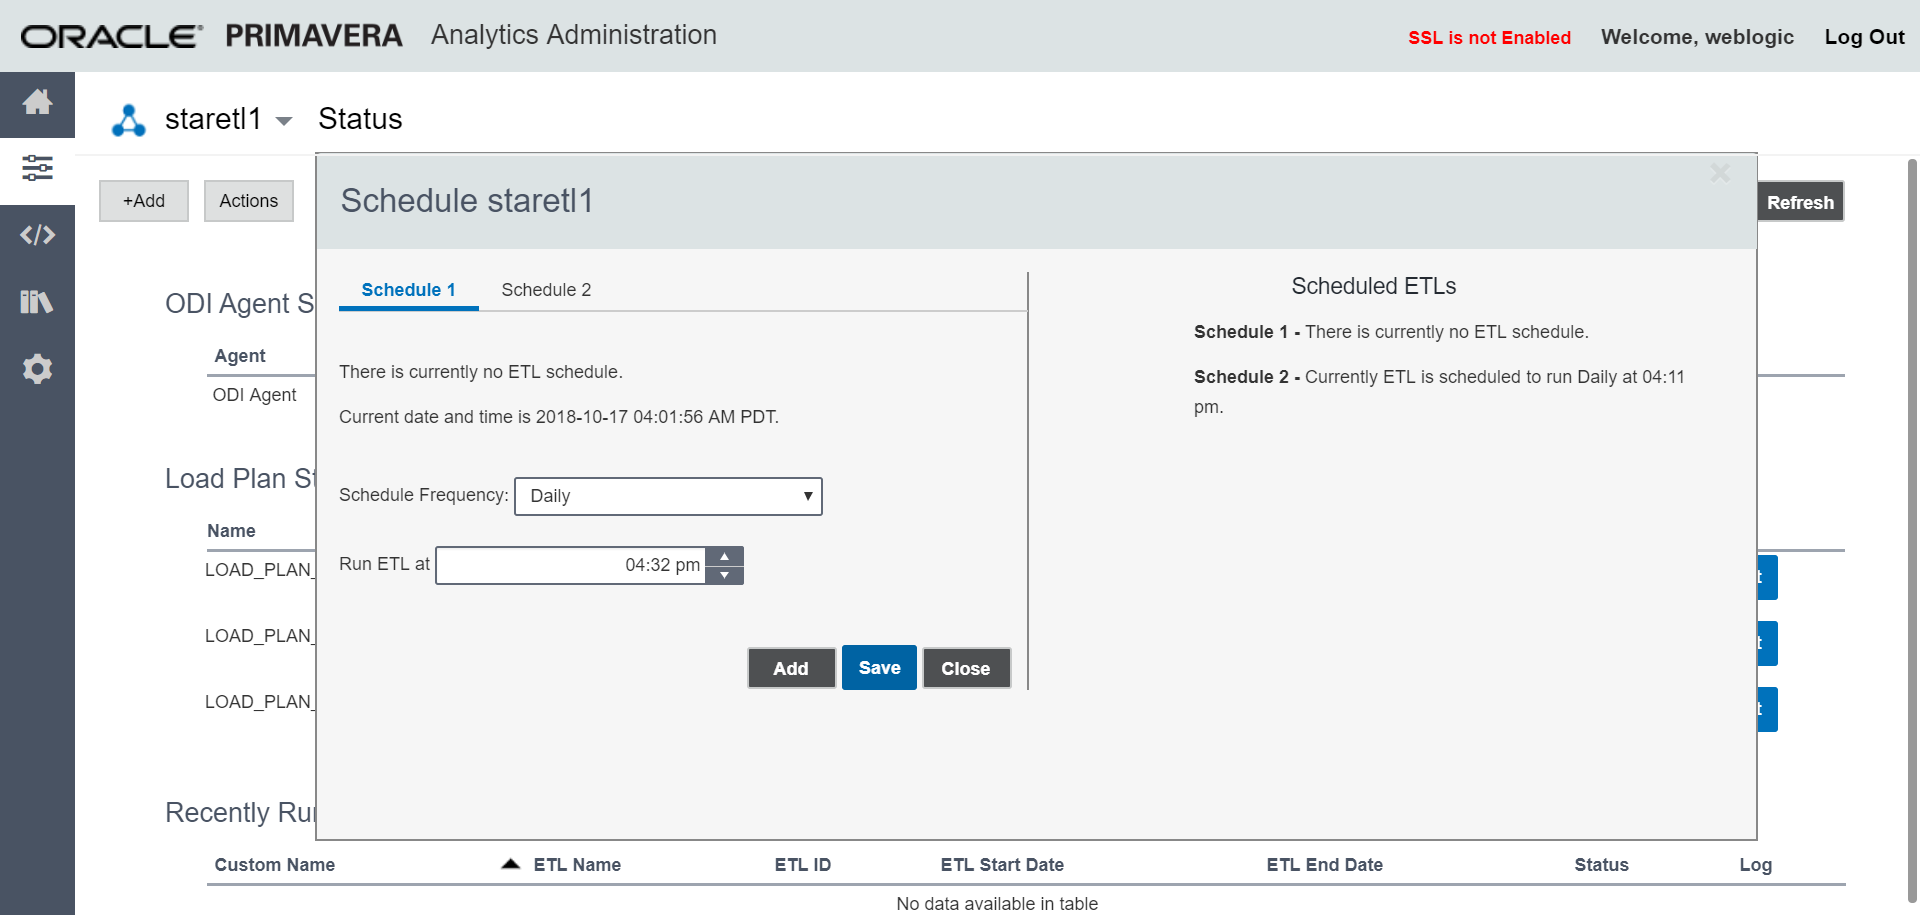 ORACLE PRIMAVERA Analytics Administration
SSL is not Enabled Welcome, weblogic Log Out
staretl1 Status
+Add Actions Refresh
Schedule staretl1
Schedule 1 Schedule 2
There is currently no ETL schedule.
Current date and time is 2018-10-17 04:01:56 AM PDT.
Schedule Frequency: Daily
Run ETL at 04:32 pm
Add Save Close
Scheduled ETLs
Schedule 1 - There is currently no ETL schedule.
Schedule 2 - Currently ETL is scheduled to run Daily at 04:11
pm.
ODI Agent S
Agent
ODI Agent
Load Plan St
Name
LOAD_PLAN_
LOAD_PLAN_
LOAD_PLAN_
Recently Ru
Custom Name ETL Name ETL ID ETL Start Date ETL End Date Status Log
No data available in table